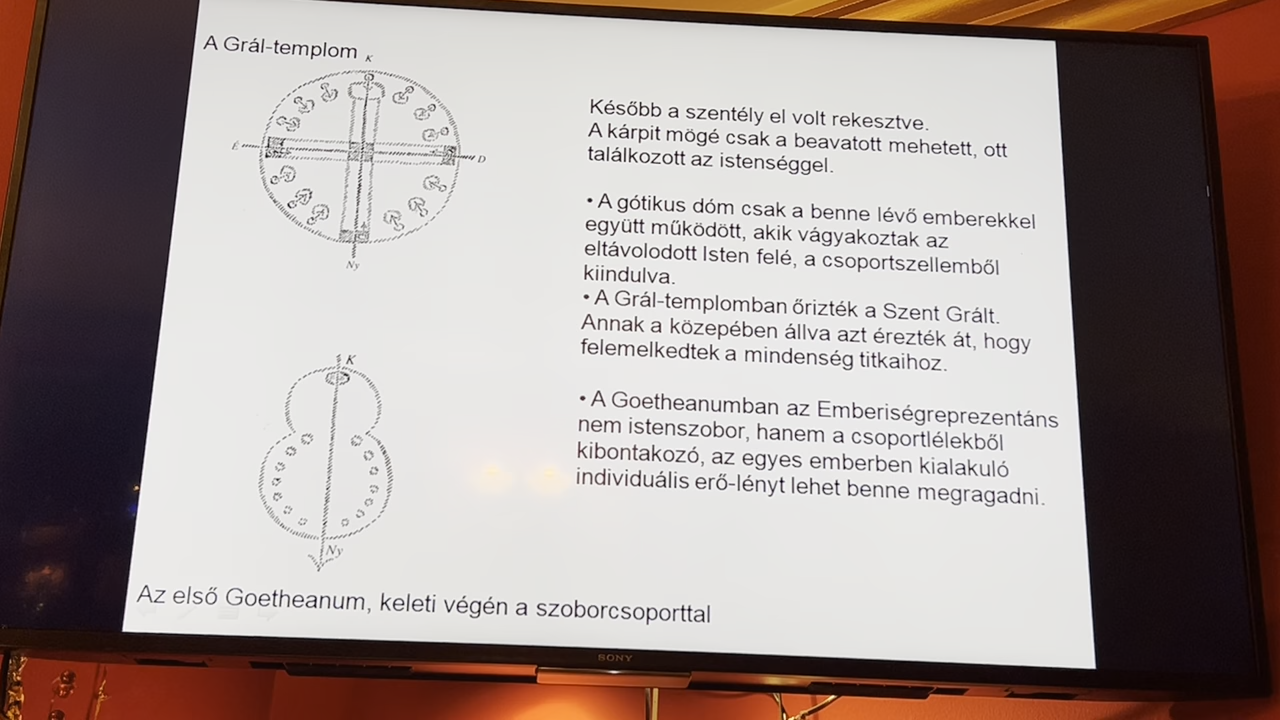 A Grál-templom
K
É
D
Ny
K
Ny
Az első Goetheanum, keleti végén a szoborcsoporttal
Később a szentély el volt rekesztve.
A kárpit mögé csak a beavatott mehetett, ott
találkozott az istenséggel.
• A gótikus dóm csak a benne lévő emberekkel
együtt működött, akik vágyakoztak az
eltávolodott Isten felé, a csoportszellemből
kiindulva.
• A Grál-templomban őrizték a Szent Grált.
Annak a közepében állva azt érezték át, hogy
felemelkedtek a mindenség titkaihoz.
• A Goetheanumban az Emberiségreprezentáns
nem istenszobor, hanem a csoportlélekből
kibontakozó, az egyes emberben kialakuló
individuális erő-lényt lehet benne megragadni.
SONY